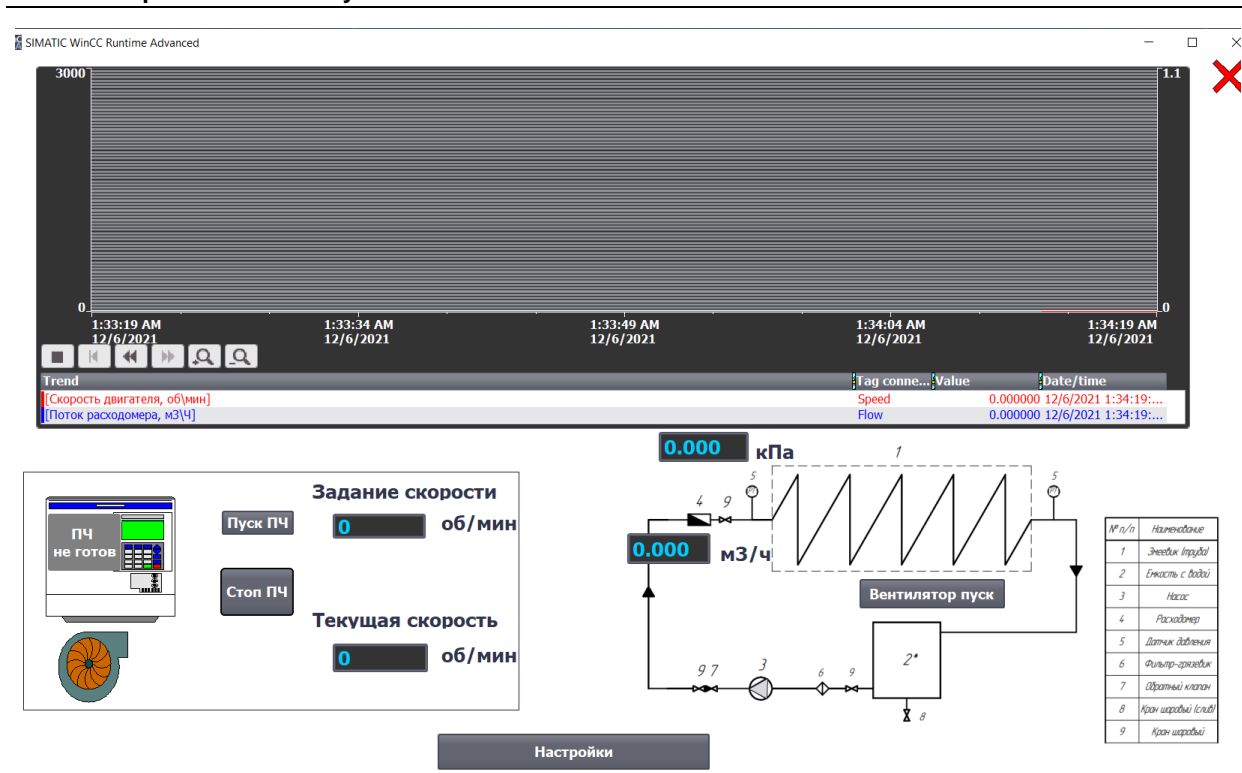 SIMATIC WinCC Runtime Advanced
3000
1.1
0
0
1:33:19 AM 1:33:34 AM 1:33:49 AM 1:34:04 AM 1:34:19 AM
12/6/2021 12/6/2021 12/6/2021 12/6/2021 12/6/2021
Trend Tag conne... Value Date/time
[Скорость двигателя, об\мин] Speed 0.000000 12/6/2021 1:34:19:...
[Поток расходомера, м3\Ч] Flow 0.000000 12/6/2021 1:34:19:...
0.000 кПа
1
5
5
4 9
0.000 м3/ч
Вентилятор пуск
2*
9 7 3 6 9
8
Задание скорости
Пуск ПЧ
0 об/мин
ПЧ
не готов
Стоп ПЧ
Текущая скорость
0 об/мин
№ п/п Наименование
1 Змеевик (труба)
2 Емкость с водой
3 Насос
4 Расходомер
5 Датчик давления
6 Фильтр-грязевик
7 Обратный клапан
8 Кран шаровый (слив)
9 Кран шаровый
Настройки